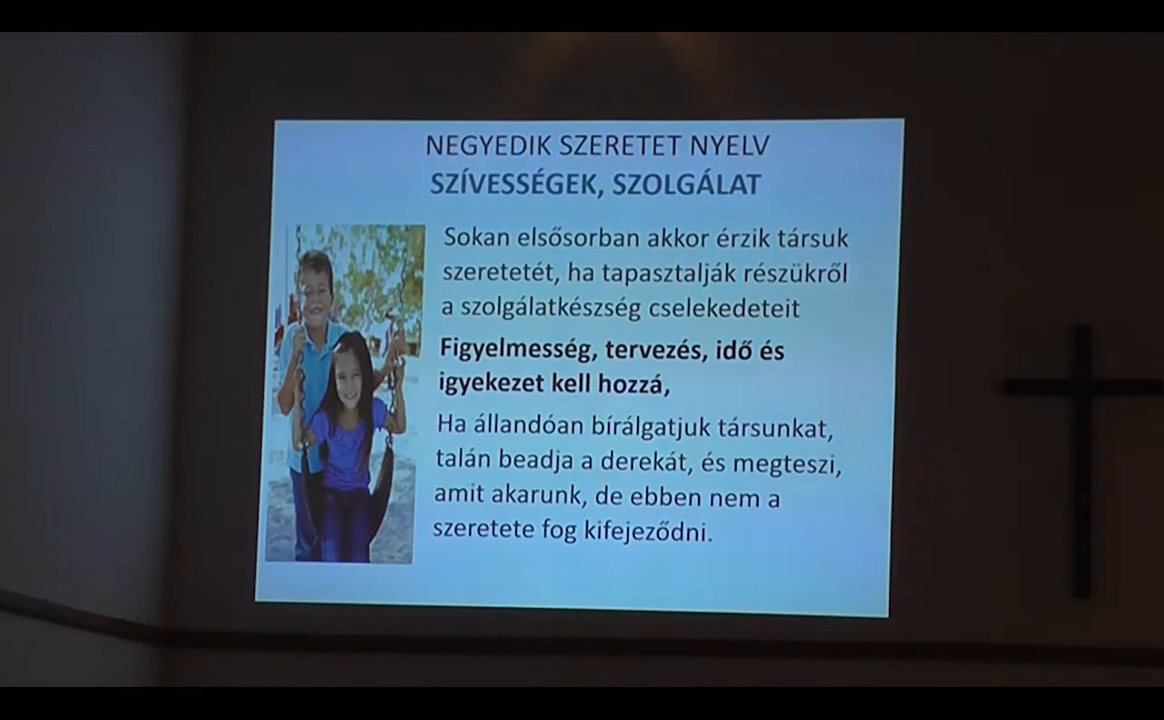 NEGYEDIK SZERETET NYELV
SZÍVESSÉGEK, SZOLGÁLAT
Sokan elsősorban akkor érzik társuk
szeretetét, ha tapasztalják részükről
a szolgálatkészség cselekedeteit
Figyelmesség, tervezés, idő és
igyekezet kell hozzá,
Ha állandóan bírálgatjuk társunkat,
talán beadja a derekát, és megteszi,
amit akarunk, de ebben nem a
szeretete fog kifejeződni.